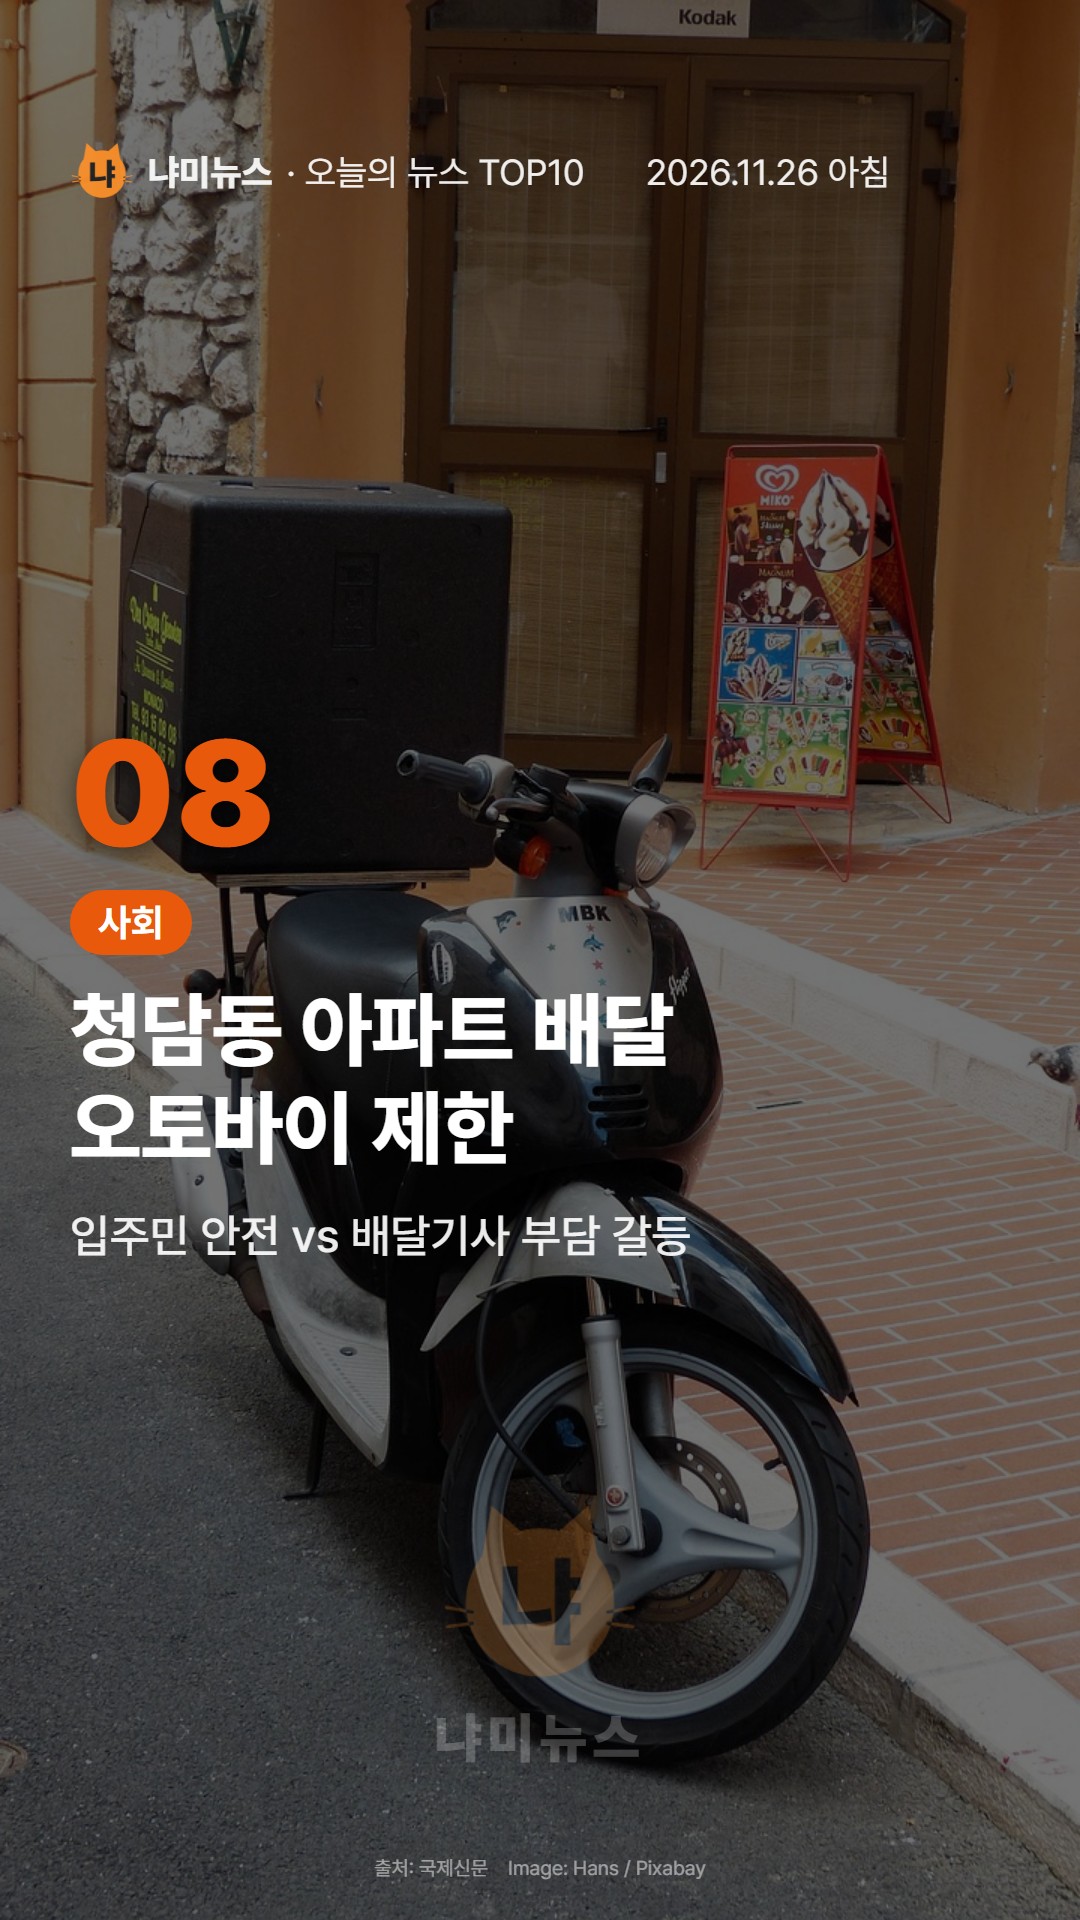 Kodak
냐
냐미뉴스 · 오늘의 뉴스 TOP10 2026.11.26 아침
MIKO
MAGNUM
MONACO
08
사회
MBK
청담동 아파트 배달
오토바이 제한
입주민 안전 vs 배달기사 부담 갈등
냐
냐미뉴스
출처: 국제신문 Image: Hans / Pixabay